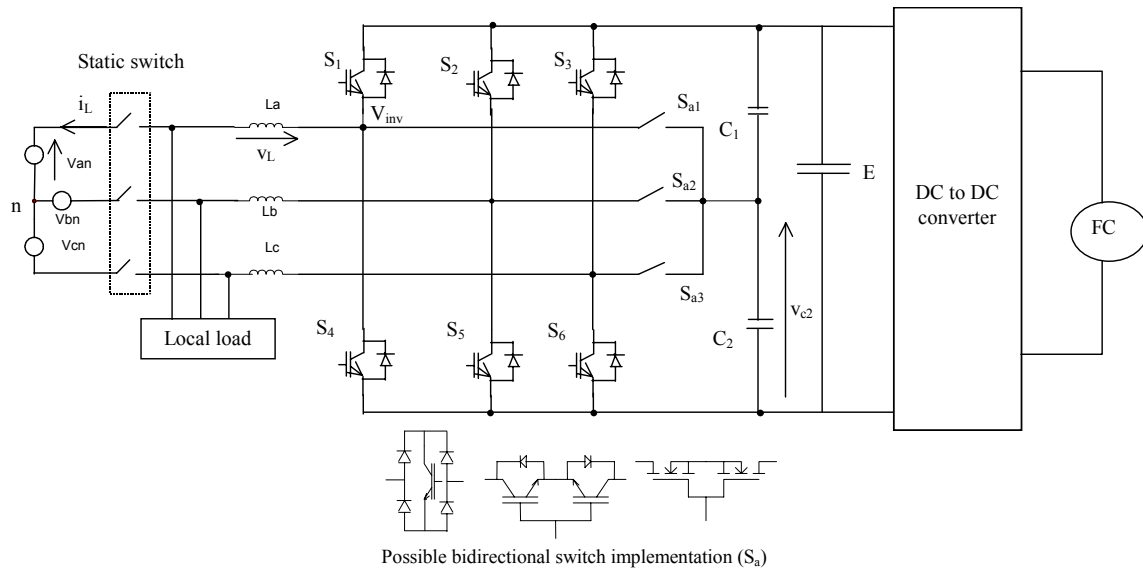 Static switch
S1
S2
S3
iL
La
Vinv
Sa1
C1
vL
Van
n
Vbn
Lb
Sa2
E
DC to DC
converter
FC
Vcn
Lc
Sa3
vc2
Local load
S4
S5
S6
C2
Possible bidirectional switch implementation (Sa)